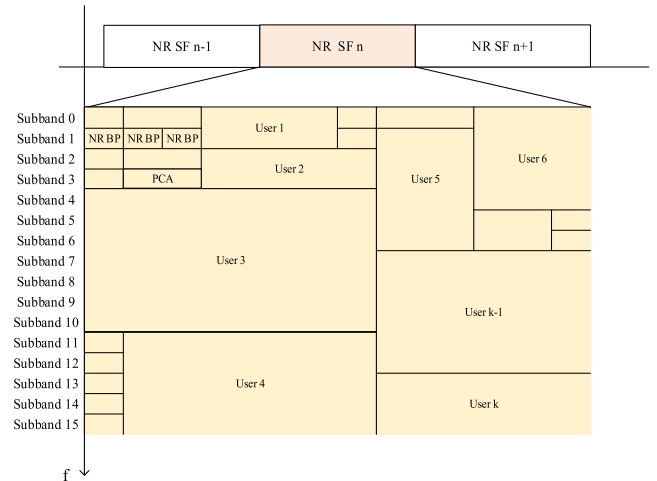 NR SF n-1
NR SF n
NR SF n+1
Subband 0
Subband 1
Subband 2
Subband 3
Subband 4
Subband 5
Subband 6
Subband 7
Subband 8
Subband 9
Subband 10
Subband 11
Subband 12
Subband 13
Subband 14
Subband 15
NR BP
NR BP
NR BP
User 1
User 2
PCA
User 3
User 4
User 5
User 6
User k-1
User k
f